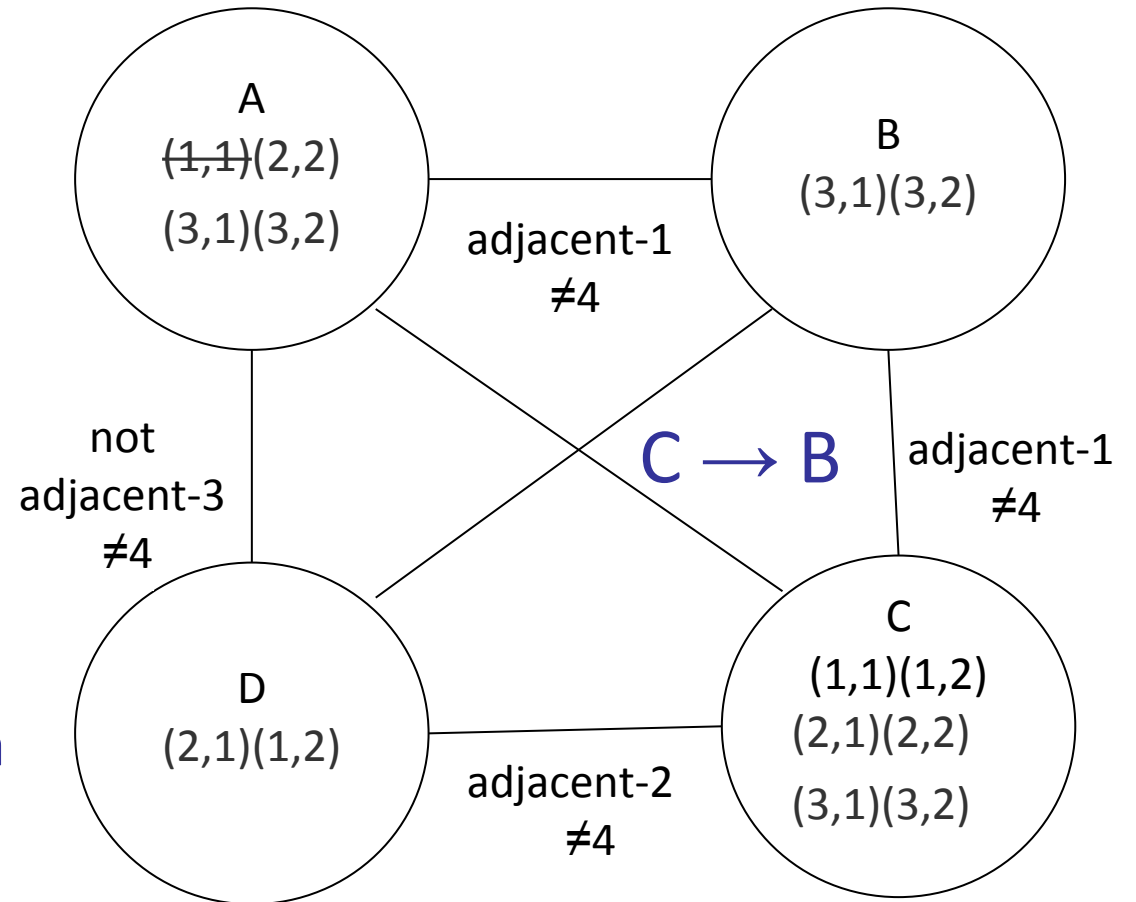 A
(1,1)(2,2)
(3,1)(3,2)
B
(3,1)(3,2)
adjacent-1
≠4
not
adjacent-3
≠4
C → B
adjacent-1
≠4
D
(2,1)(1,2)
adjacent-2
≠4
C
(1,1)(1,2)
(2,1)(2,2)
(3,1)(3,2)